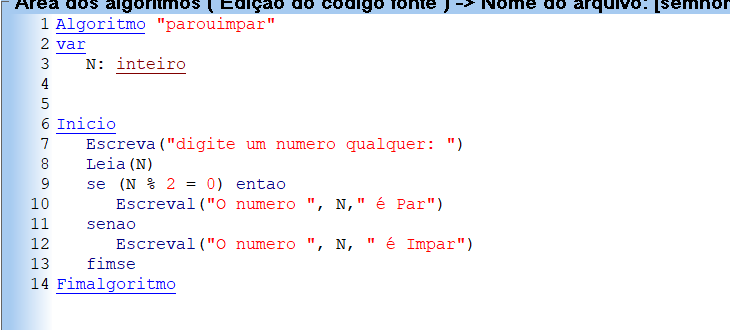 Área dos algoritmos ( Edição do código fonte ) -> Nome do arquivo: [semnom
1 Algoritmo "parouimpar"
2 var
3 N: inteiro
4
5
6 Inicio
7 Escreva("digite um numero qualquer: ")
8 Leia(N)
9 se (N % 2 = 0) entao
10 Escreval("O numero ", N," é Par")
11 senao
12 Escreval("O numero ", N, " é Impar")
13 fimse
14 Fimalgoritmo